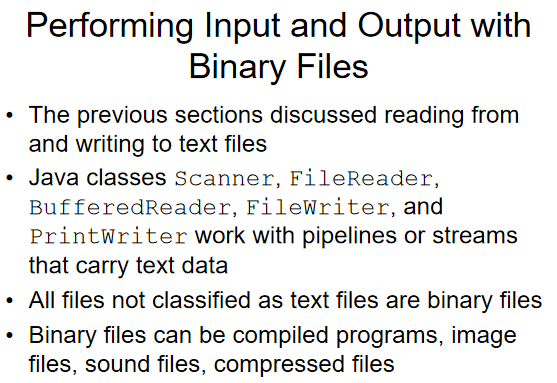 Performing Input and Output with
Binary Files
• The previous sections discussed reading from
and writing to text files
• Java classes Scanner, FileReader,
BufferedReader, FileWriter, and
PrintWriter work with pipelines or streams
that carry text data
• All files not classified as text files are binary files
• Binary files can be compiled programs, image
files, sound files, compressed files